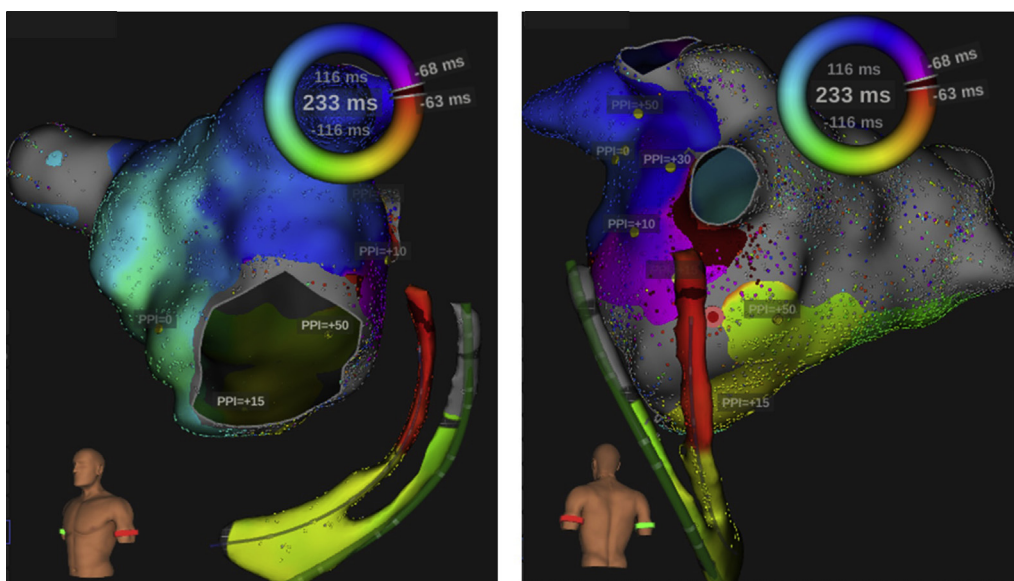 116 ms
233 ms
-116 ms
-68 ms
-63 ms
PPI=+10
PPI=0
PPI=+50
PPI=+15
116 ms
233 ms
-116 ms
-68 ms
-63 ms
PPI=+50
PPI=0
PPI=+30
PPI=+10
PPI=+50
PPI=+15